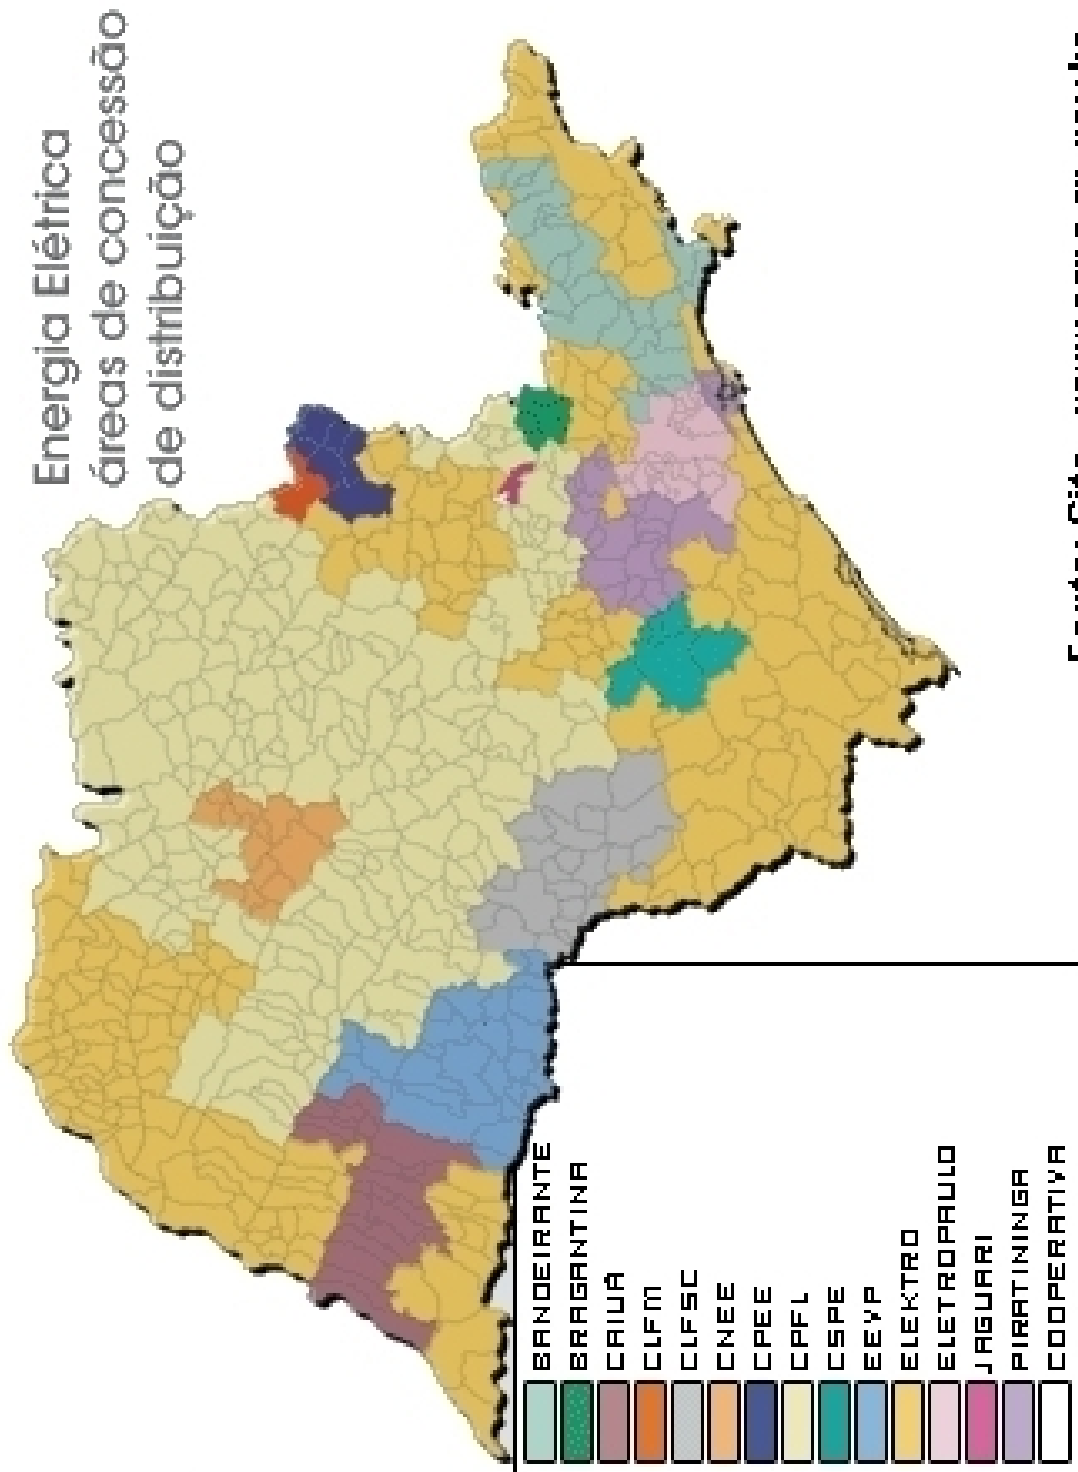 Energia Elétrica
áreas de concessão
de distribuição
BANDEIRANTE
BRAGANTINA
CAIUÁ
CLFM
CLFSC
CNEE
CPEE
CPFL
CSPE
EEVP
ELEKTRO
ELETROPAULO
JAGUARI
PIRATININGA
COOPERATIVA